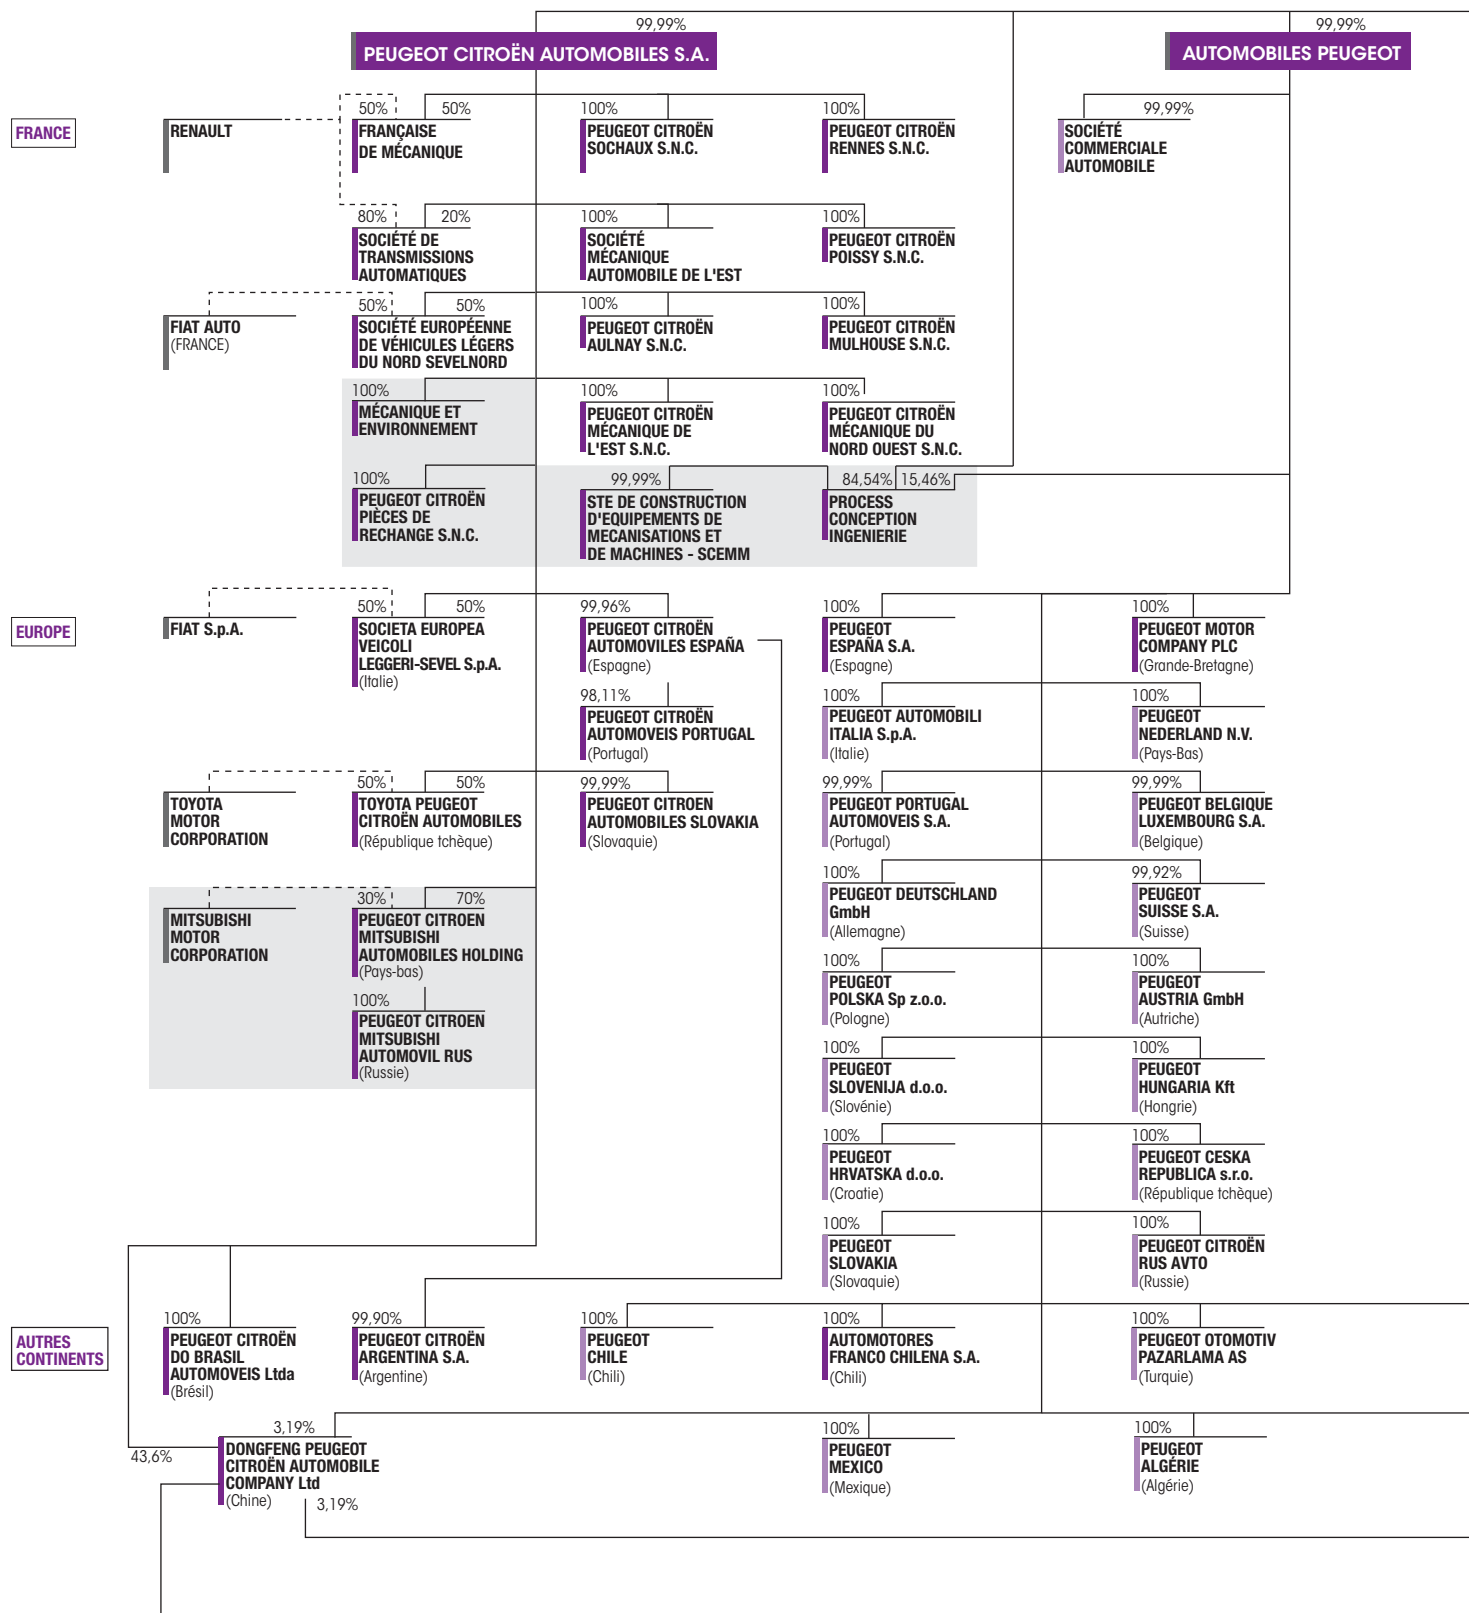 99,99%
99,99%
PEUGEOT CITROËN AUTOMOBILES S.A.
AUTOMOBILES PEUGEOT
FRANCE
RENAULT
50%
50%
FRANÇAISE
DE MÉCANIQUE
100%
PEUGEOT CITROËN
SOCHAUX S.N.C.
100%
PEUGEOT CITROËN
RENNES S.N.C.
99,99%
SOCIÉTÉ
COMMERCIALE
AUTOMOBILE
80%
20%
SOCIÉTÉ DE
TRANSMISSIONS
AUTOMATIQUES
100%
SOCIÉTÉ
MÉCANIQUE
AUTOMOBILE DE L'EST
100%
PEUGEOT CITROËN
POISSY S.N.C.
FIAT AUTO
(FRANCE)
50%
50%
SOCIÉTÉ EUROPÉENNE
DE VÉHICULES LÉGERS
DU NORD SEVELNORD
100%
PEUGEOT CITROËN
AULNAY S.N.C.
100%
PEUGEOT CITROËN
MULHOUSE S.N.C.
100%
MÉCANIQUE ET
ENVIRONNEMENT
100%
PEUGEOT CITROËN
MÉCANIQUE DE
L'EST S.N.C.
100%
PEUGEOT CITROËN
MÉCANIQUE DU
NORD OUEST S.N.C.
100%
PEUGEOT CITROËN
PIÈCES DE
RECHANGE S.N.C.
99,99%
STE DE CONSTRUCTION
D'EQUIPEMENTS DE
MECANISATIONS ET
DE MACHINES - SCEMM
84,54%
15,46%
PROCESS
CONCEPTION
INGENIERIE
EUROPE
FIAT S.p.A.
50%
50%
SOCIETA EUROPEA
VEICOLI
LEGGERI-SEVEL S.p.A.
(Italie)
99,96%
PEUGEOT CITROËN
AUTOMOVILES ESPAÑA
(Espagne)
100%
PEUGEOT
ESPAÑA S.A.
(Espagne)
100%
PEUGEOT MOTOR
COMPANY PLC
(Grande-Bretagne)
98,11%
PEUGEOT CITROËN
AUTOMOVEIS PORTUGAL
(Portugal)
100%
PEUGEOT AUTOMOBILI
ITALIA S.p.A.
(Italie)
100%
PEUGEOT
NEDERLAND N.V.
(Pays-Bas)
TOYOTA
MOTOR
CORPORATION
50%
50%
TOYOTA PEUGEOT
CITROËN AUTOMOBILES
(République tchèque)
99,99%
PEUGEOT CITROEN
AUTOMOBILES SLOVAKIA
(Slovaquie)
99,99%
PEUGEOT PORTUGAL
AUTOMOVEIS S.A.
(Portugal)
99,99%
PEUGEOT BELGIQUE
LUXEMBOURG S.A.
(Belgique)
MITSUBISHI
MOTOR
CORPORATION
30%
70%
PEUGEOT CITROEN
MITSUBISHI
AUTOMOBILES HOLDING
(Pays-bas)
100%
PEUGEOT DEUTSCHLAND
GmbH
(Allemagne)
99,92%
PEUGEOT
SUISSE S.A.
(Suisse)
100%
PEUGEOT CITROEN
MITSUBISHI
AUTOMOVIL RUS
(Russie)
100%
PEUGEOT
POLSKA Sp z.o.o.
(Pologne)
100%
PEUGEOT
AUSTRIA GmbH
(Autriche)
100%
PEUGEOT
SLOVENIJA d.o.o.
(Slovénie)
100%
PEUGEOT
HUNGARIA Kft
(Hongrie)
100%
PEUGEOT
HRVATSKA d.o.o.
(Croatie)
100%
PEUGEOT CESKA
REPUBLICA s.r.o.
(République tchèque)
100%
PEUGEOT
SLOVAKIA
(Slovaquie)
100%
PEUGEOT CITROËN
RUS AVTO
(Russie)
AUTRES
CONTINENTS
100%
PEUGEOT CITROËN
DO BRASIL
AUTOMOVEIS Ltda
(Brésil)
99,90%
PEUGEOT CITROËN
ARGENTINA S.A.
(Argentine)
100%
PEUGEOT
CHILE
(Chili)
100%
AUTOMOTORES
FRANCO CHILENA S.A.
(Chili)
100%
PEUGEOT OTOMOTIV
PAZARLAMA AS
(Turquie)
43,6%
3,19%
DONGFENG PEUGEOT
CITROËN AUTOMOBILE
COMPANY Ltd
(Chine)
3,19%
100%
PEUGEOT
MEXICO
(Mexique)
100%
PEUGEOT
ALGÉRIE
(Algérie)